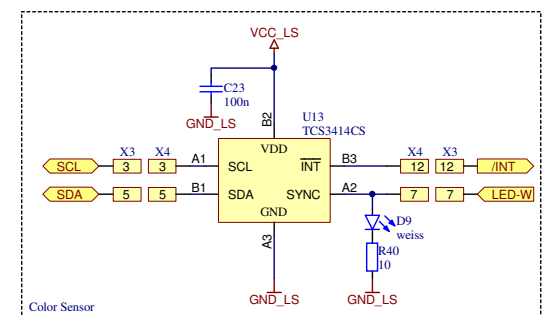 VCC_LS
C23
100n
GND_LS
B2
U13
TCS3414CS
VDD
X3 X4 A1 SCL INT B3 X4 X3
SCL 3 3 12 12 /INT
SDA 5 5 B1 SDA SYNC A2 7 7 LED-W
GND
A3
D9
weiss
R40
10
GND_LS GND_LS
Color Sensor